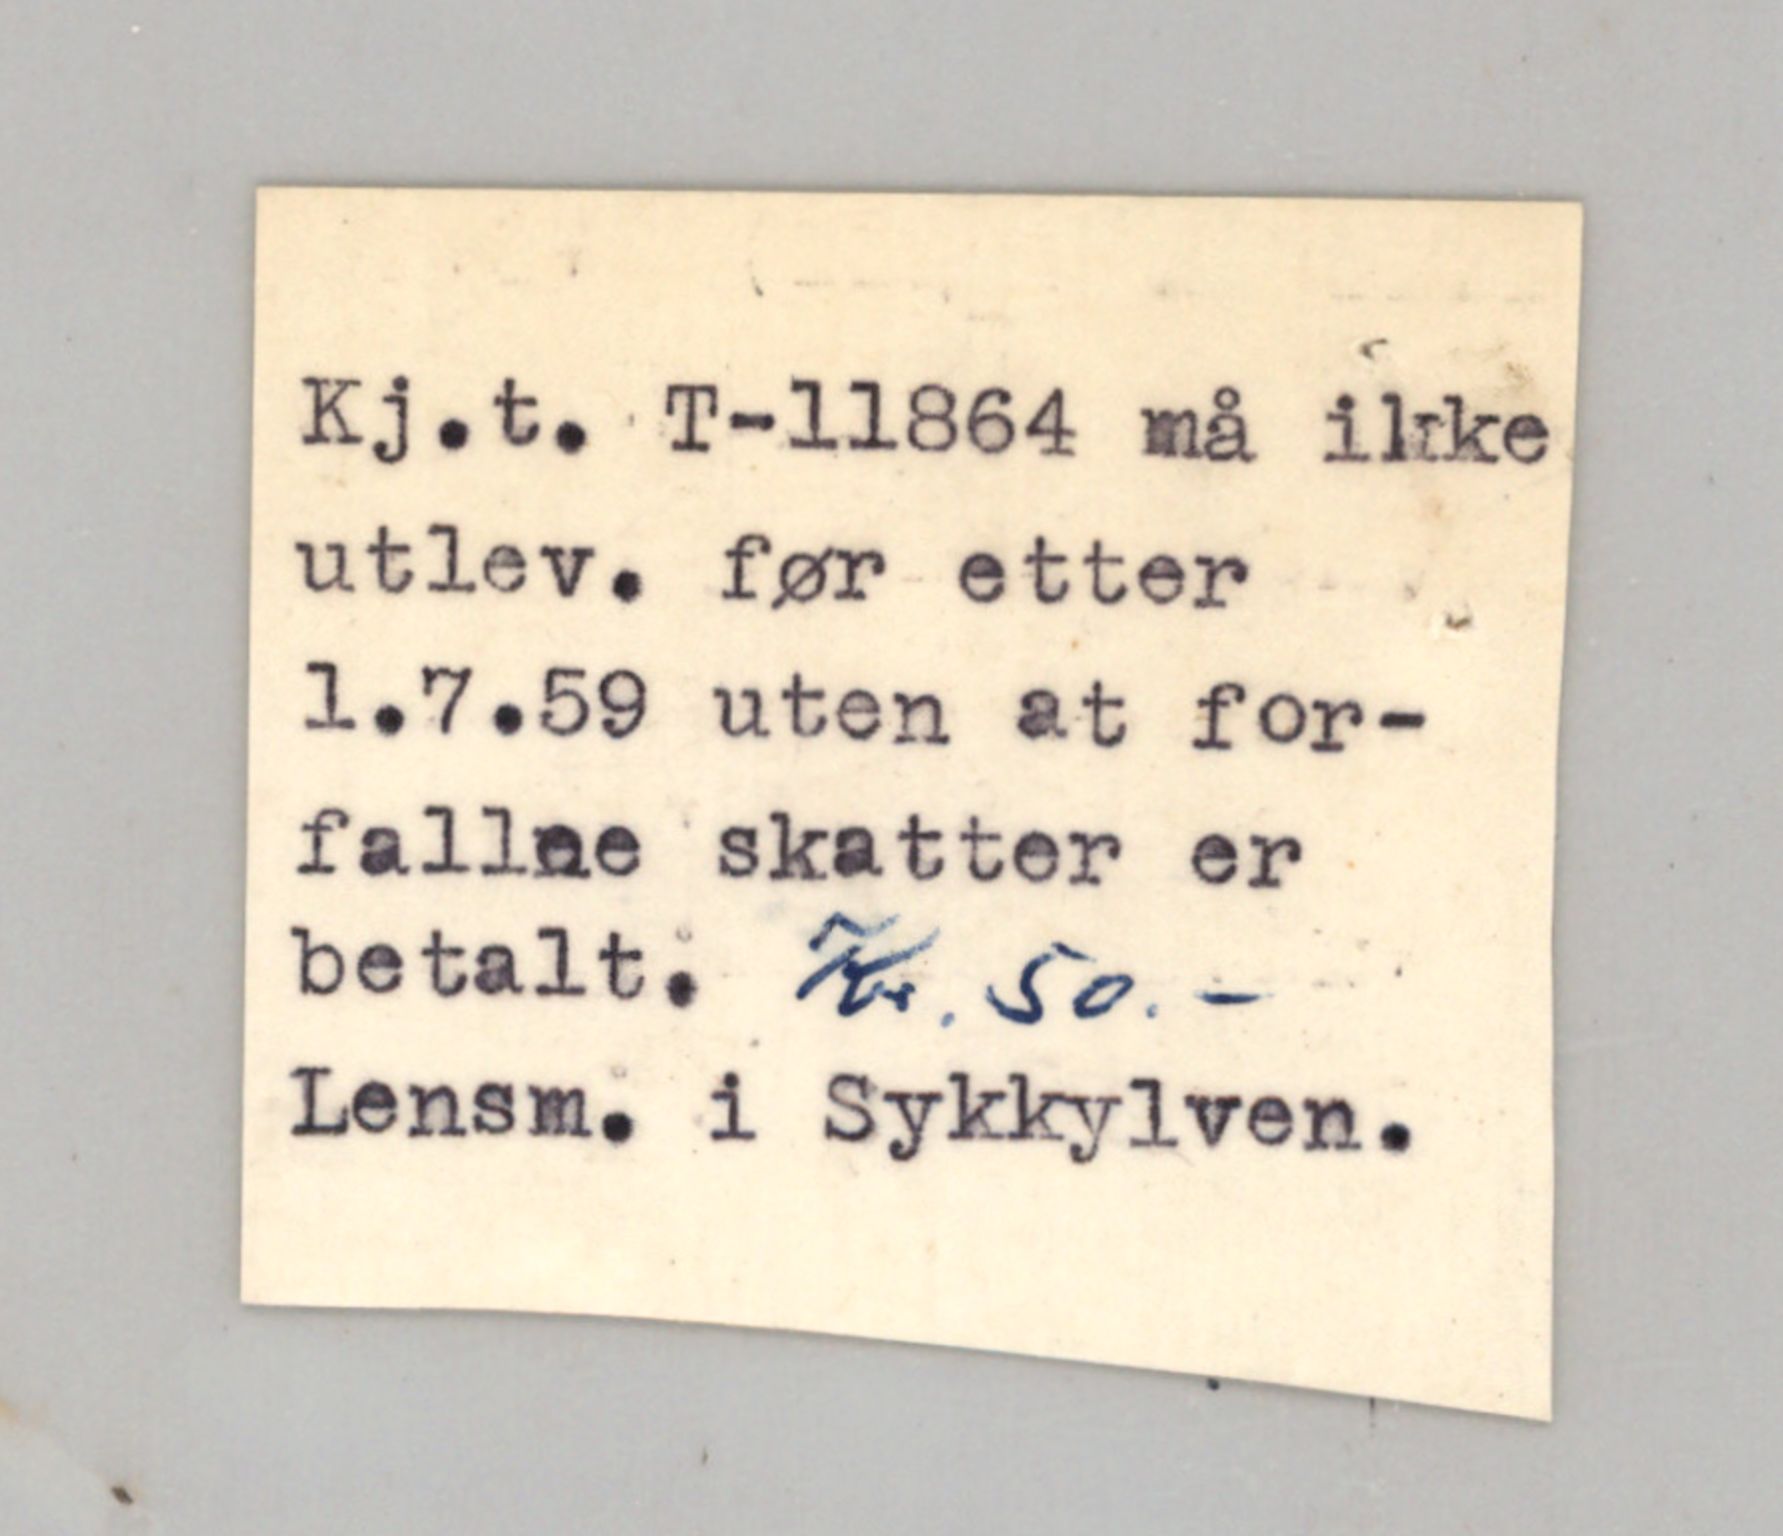 Kj.t. T-11864 må ikke
utlev. før etter
1.7.59 uten at for-
fallne skatter er
betalt. Kr. 50.-
Lensm. i Sykkylven.